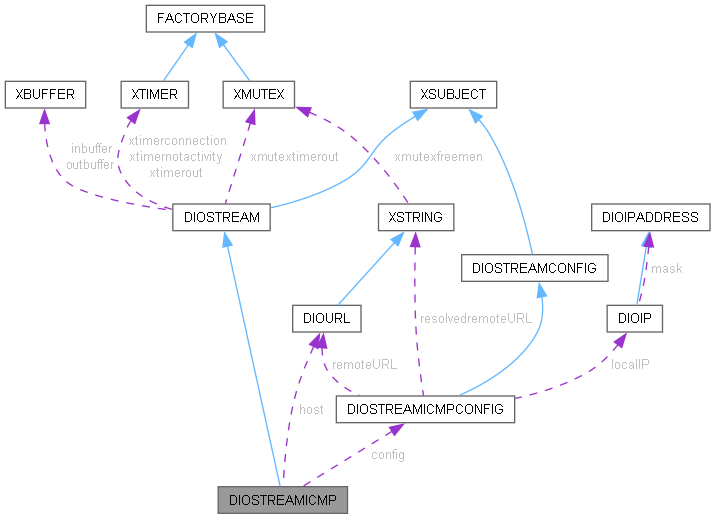 FACTORYBASE
XBUFFER
XTIMER
XMUTEX
XSUBJECT
inbuffer
outbuffer
xtimerconnection
xtimernotactivity
xtimerout
xmutextimerout
xmutexfreemen
DIOSTREAM
XSTRING
DIOIPADDRESS
DIOSTREAMCONFIG
mask
DIOURL
resolvedremoteURL
DIOIP
remoteURL
localIP
host
DIOSTREAMICMPCONFIG
config
DIOSTREAMICMP